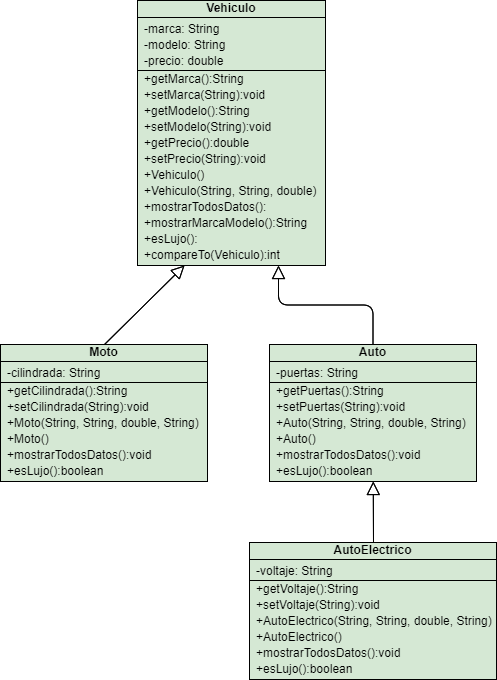 Vehiculo
-marca: String
-modelo: String
-precio: double
+getMarca():String
+setMarca(String):void
+getModelo():String
+setModelo(String):void
+getPrecio():double
+setPrecio(String):void
+Vehiculo()
+Vehiculo(String, String, double)
+mostrarTodosDatos():
+mostrarMarcaModelo():String
+esLujo():
+compareTo(Vehiculo):int
Moto
-cilindrada: String
+getCilindrada():String
+setCilindrada(String):void
+Moto(String, String, double, String)
+Moto()
+mostrarTodosDatos():void
+esLujo():boolean
Auto
-puertas: String
+getPuertas():String
+setPuertas(String):void
+Auto(String, String, double, String)
+Auto()
+mostrarTodosDatos():void
+esLujo():boolean
AutoElectrico
-voltaje: String
+getVoltaje():String
+setVoltaje(String):void
+AutoElectrico(String, String, double, String)
+AutoElectrico()
+mostrarTodosDatos():void
+esLujo():boolean